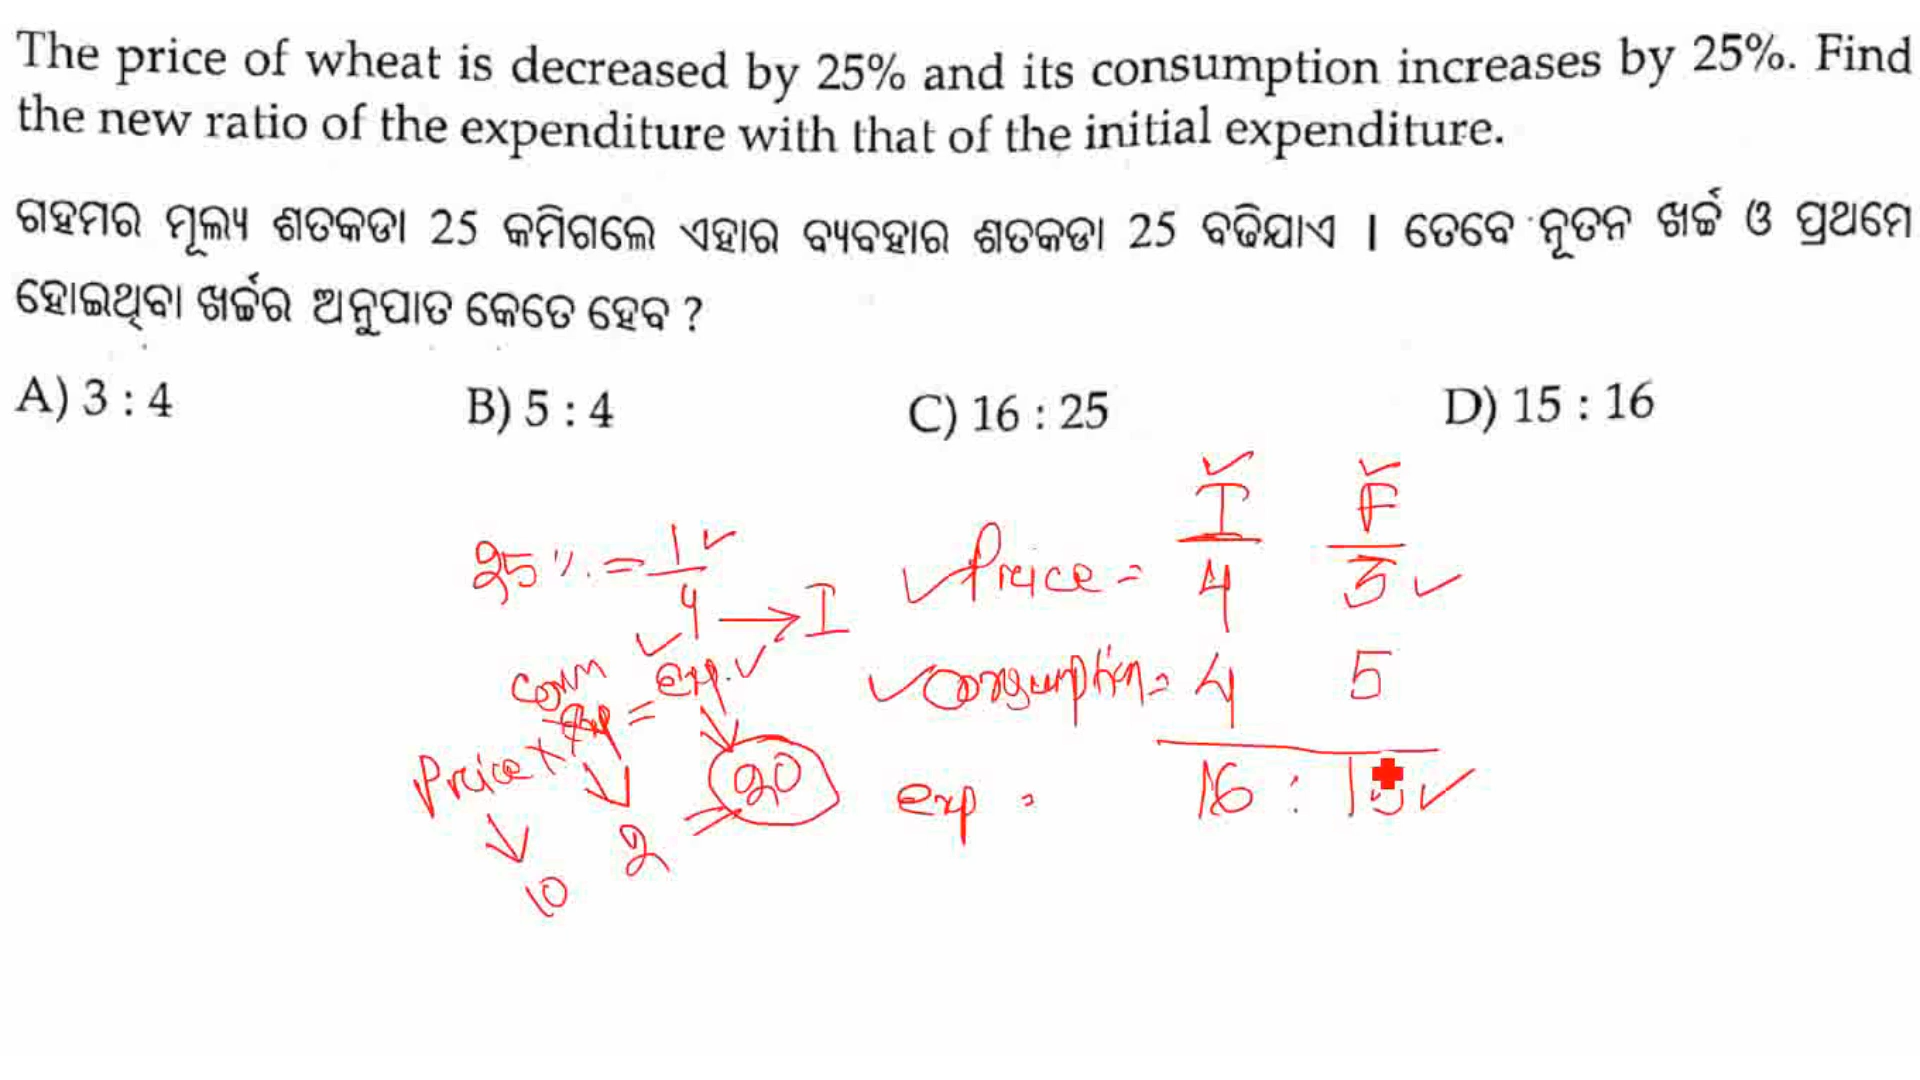 The price of wheat is decreased by 25% and its consumption increases by 25%. Find
the new ratio of the expenditure with that of the initial expenditure.
ଗହମର ମୂଲ୍ୟ ଶତକଡା 25 କମିଗଲେ ଏହାର ବ୍ୟବହାର ଶତକଡା 25 ବଢିଯାଏ । ତେବେ ନୂତନ ଖର୍ଚ୍ଚ ଓ ପ୍ରଥମେ
ହୋଇଥିବା ଖର୍ଚ୍ଚର ଅନୁପାତ କେତେ ହେବ ?
A) 3 : 4 B) 5 : 4 C) 16 : 25 D) 15 : 16
I F
25 % = 1/4 → I
Price = 4 3
Consumption = 4 5
Price × = exp.
20
exp = 16 : 15
10 2 =